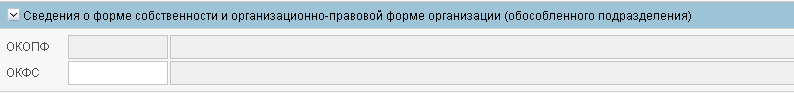 Сведения о форме собственности и организационно-правовой форме организации (обособленного подразделения)
ОКОПФ
ОКФС